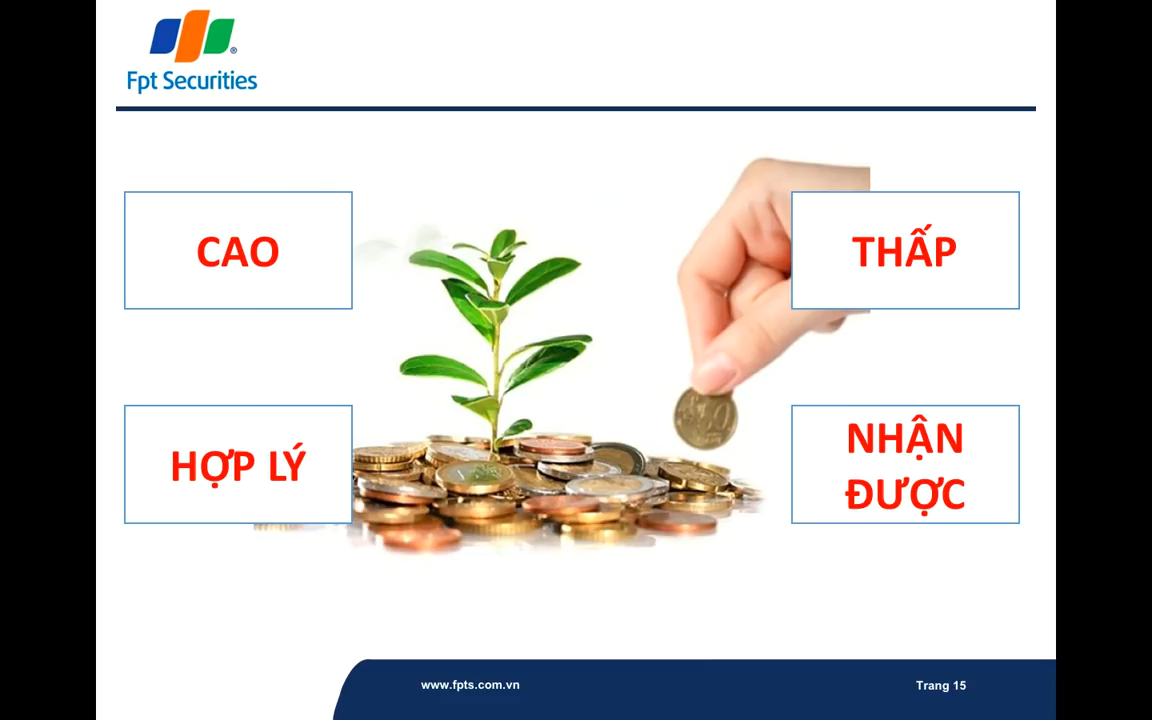 Fpt Securities
CAO
THẤP
HỢP LÝ
NHẬN
ĐƯỢC
www.fpts.com.vn
Trang 15